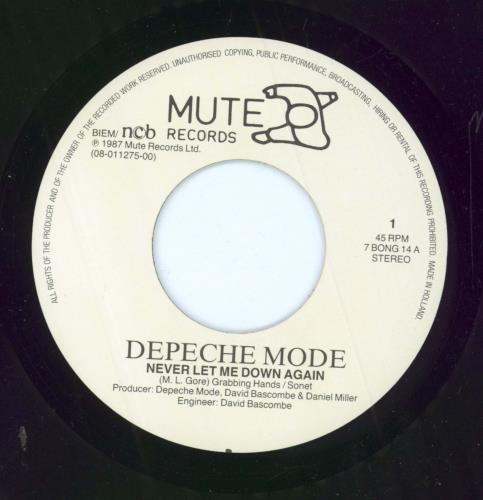 ALL RIGHTS OF THE PRODUCER AND OF THE OWNER OF THE RECORDED WORK RESERVED. UNAUTHORISED COPYING, PUBLIC PERFORMANCE, BROADCASTING, HIRING OR RENTAL OF THIS RECORDING PROHIBITED. MADE IN HOLLAND.
MUTE
BIEM/ ncb RECORDS
℗ 1987 Mute Records Ltd.
(08-011275-00)
1
45 RPM
7 BONG 14 A
STEREO
DEPECHE MODE
NEVER LET ME DOWN AGAIN
(M. L. Gore) Grabbing Hands / Sonet
Producer: Depeche Mode, David Bascombe & Daniel Miller
Engineer: David Bascombe